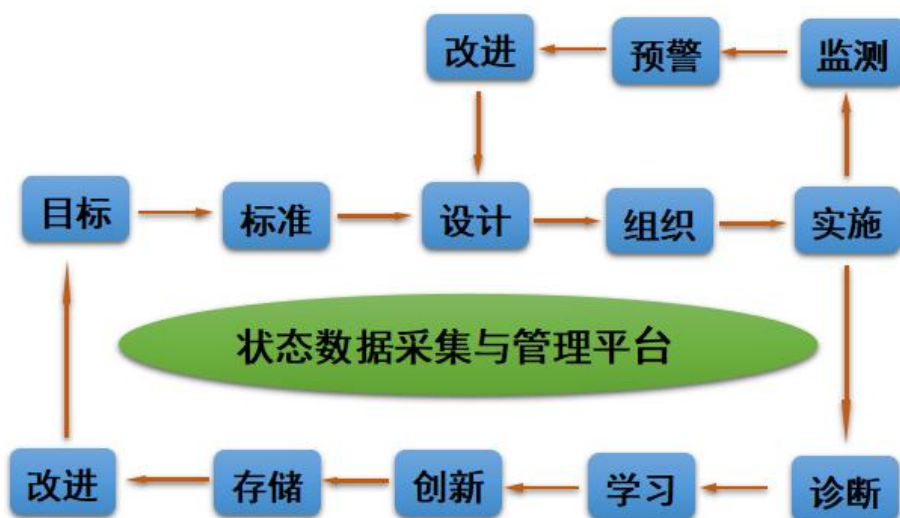 改进
预警
监测
目标
标准
设计
组织
实施
状态数据采集与管理平台
改进
存储
创新
学习
诊断